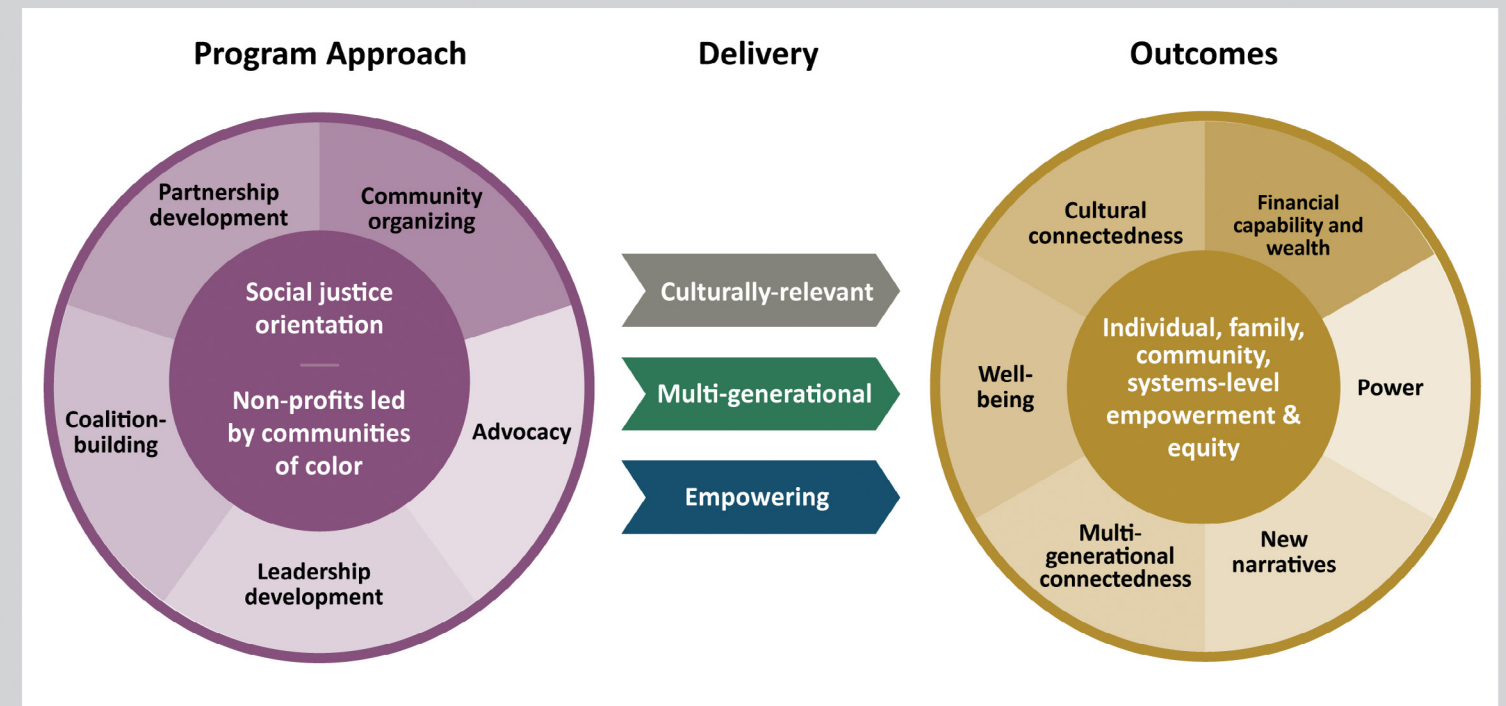 Program Approach
Delivery
Outcomes
Partnership
development
Community
organizing
Social justice
orientation
Non-profits led
by communities
of color
Coalition-
building
Advocacy
Leadership
development
Culturally-relevant
Multi-generational
Empowering
Cultural
connectedness
Financial
capability and
wealth
Individual, family,
community,
systems-level
empowerment &
equity
Well-
being
Power
Multi-
generational
connectedness
New
narratives